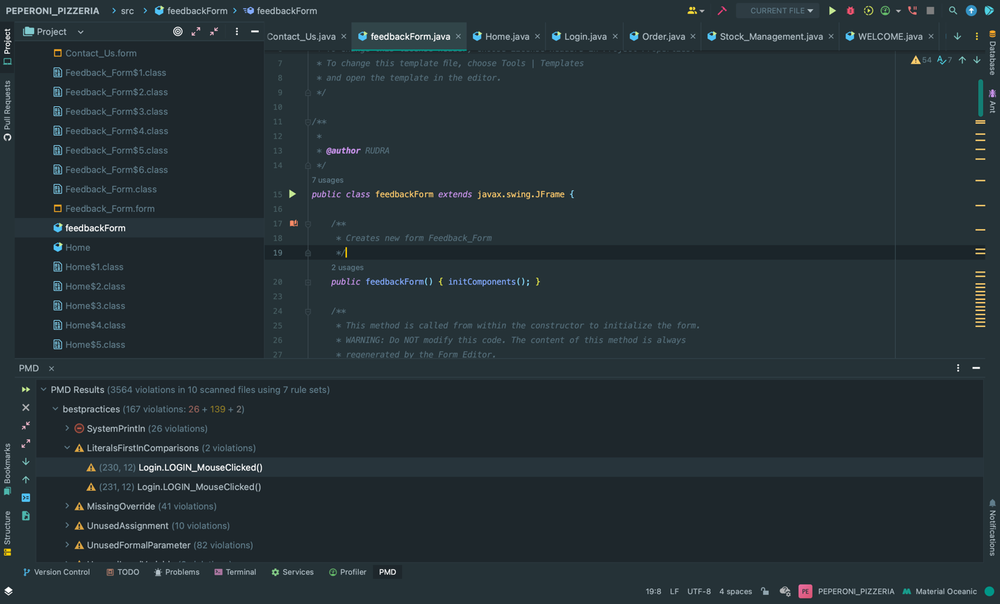 PEPERONI_PIZZERIA > src > feedbackForm > feedbackForm
CURRENT FILE
Project
Contact_Us.java
feedbackForm.java
Home.java
Login.java
Order.java
Stock_Management.java
WELCOME.java
Project
Pull Requests
Bookmarks
Structure
Contact_Us.form
Feedback_Form$1.class
Feedback_Form$2.class
Feedback_Form$3.class
Feedback_Form$4.class
Feedback_Form$5.class
Feedback_Form$6.class
Feedback_Form.class
Feedback_Form.form
feedbackForm
Home
Home$1.class
Home$2.class
Home$3.class
Home$4.class
Home$5.class
54 7
7 * To change this template file, choose Tools | Templates
8 * and open the template in the editor.
9 */
10
11 /**
12 *
13 * @author RUDRA
14 */
7 usages
15 public class feedbackForm extends javax.swing.JFrame {
16
17 /**
18 * Creates new form Feedback_Form
19 */
2 usages
20 public feedbackForm() { initComponents(); }
23
24 /**
25 * This method is called from within the constructor to initialize the form.
26 * WARNING: Do NOT modify this code. The content of this method is always
27 * regenerated by the Form Editor.
Database
Ant
Notifications
PMD
PMD Results (3564 violations in 10 scanned files using 7 rule sets)
bestpractices (167 violations: 26 + 139 + 2)
SystemPrintln (26 violations)
LiteralsFirstInComparisons (2 violations)
(230, 12) Login.LOGIN_MouseClicked()
(231, 12) Login.LOGIN_MouseClicked()
MissingOverride (41 violations)
UnusedAssignment (10 violations)
UnusedFormalParameter (82 violations)
Version Control
TODO
Problems
Terminal
Services
Profiler
PMD
19:8 LF UTF-8 4 spaces PE PEPERONI_PIZZERIA Material Oceanic